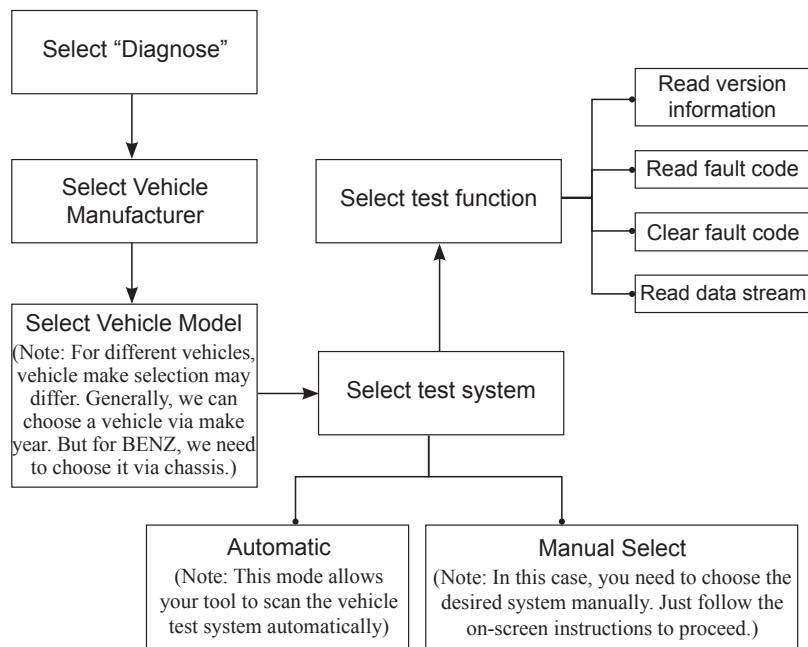 Select “Diagnose”
Select Vehicle
Manufacturer
Select Vehicle Model
(Note: For different vehicles,
vehicle make selection may
differ. Generally, we can
choose a vehicle via make
year. But for BENZ, we need
to choose it via chassis.)
Select test system
Select test function
Read version
information
Read fault code
Clear fault code
Read data stream
Automatic
(Note: This mode allows
your tool to scan the vehicle
test system automatically)
Manual Select
(Note: In this case, you need to choose the
desired system manually. Just follow the
on-screen instructions to proceed.)